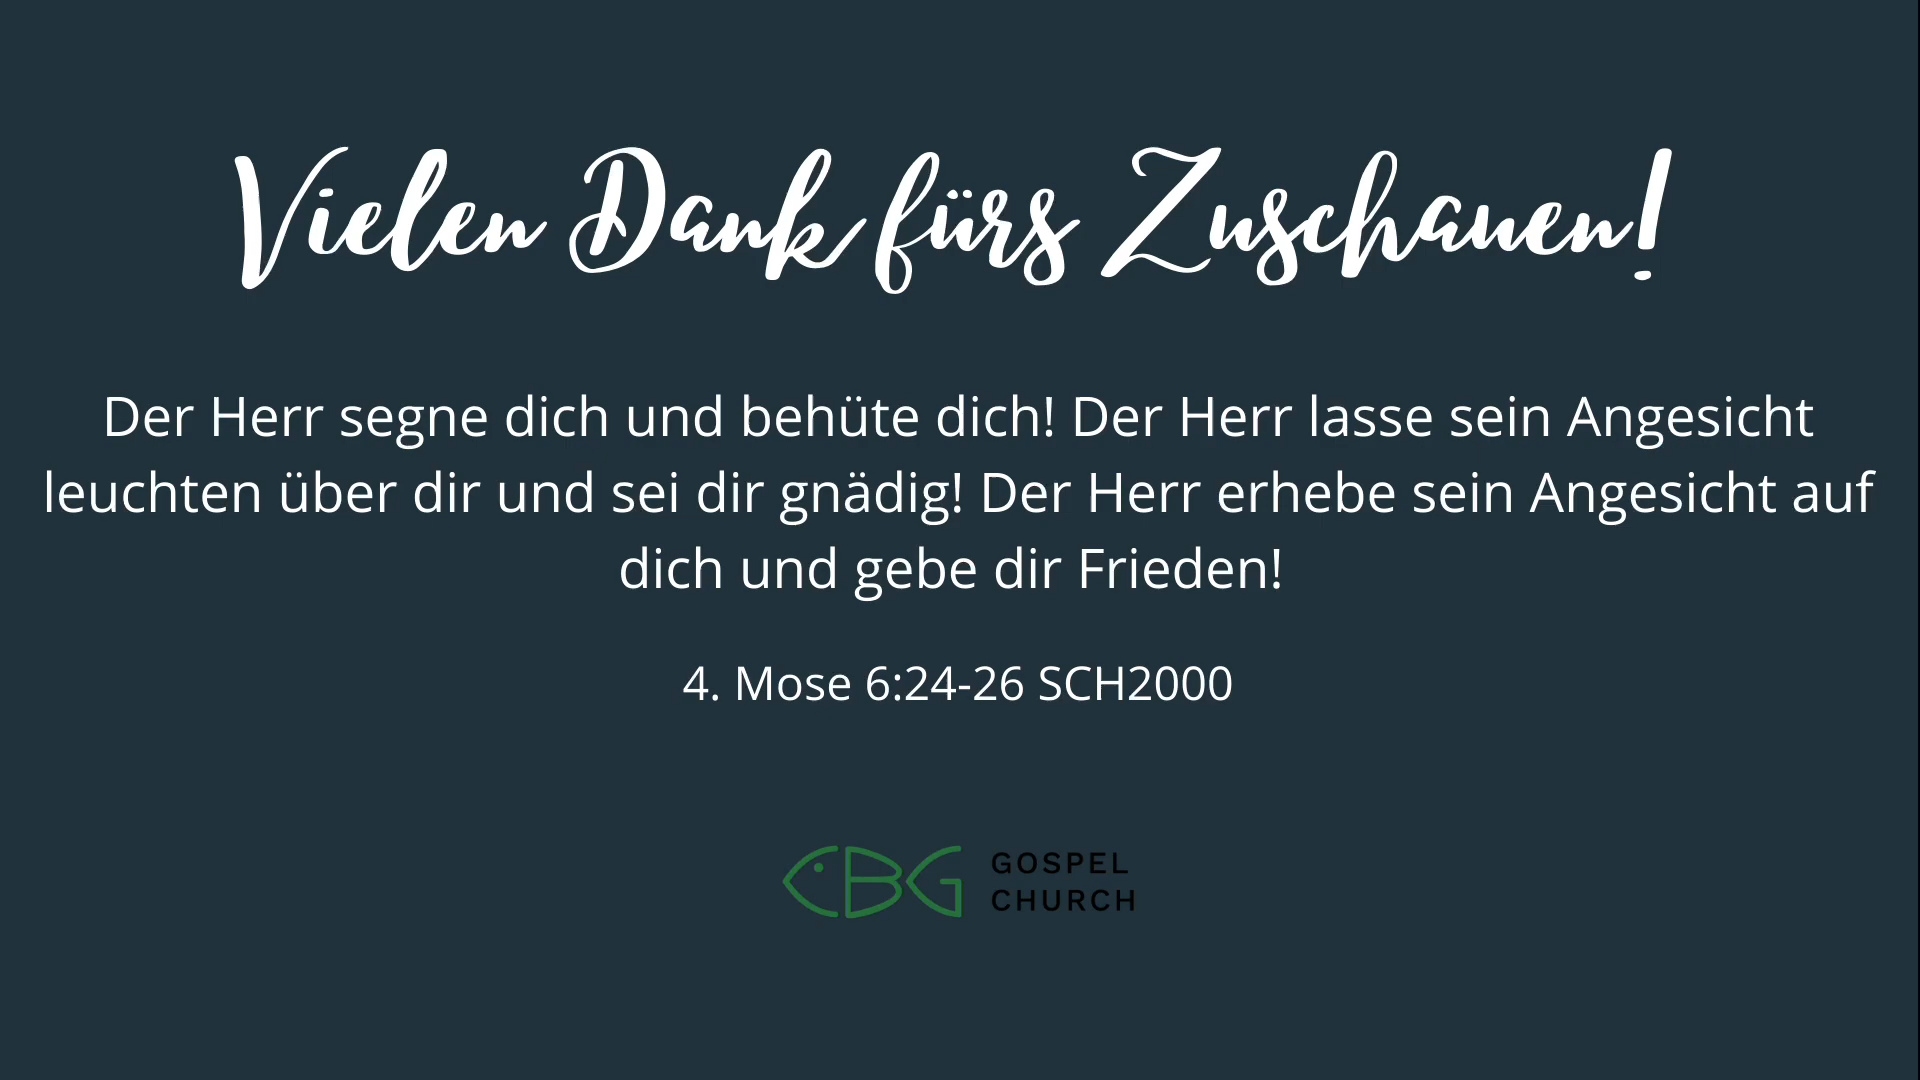 Vielen Dank fürs Zuschauen!
Der Herr segne dich und behüte dich! Der Herr lasse sein Angesicht
leuchten über dir und sei dir gnädig! Der Herr erhebe sein Angesicht auf
dich und gebe dir Frieden!
4. Mose 6:24-26 SCH2000
CBG GOSPEL
CHURCH